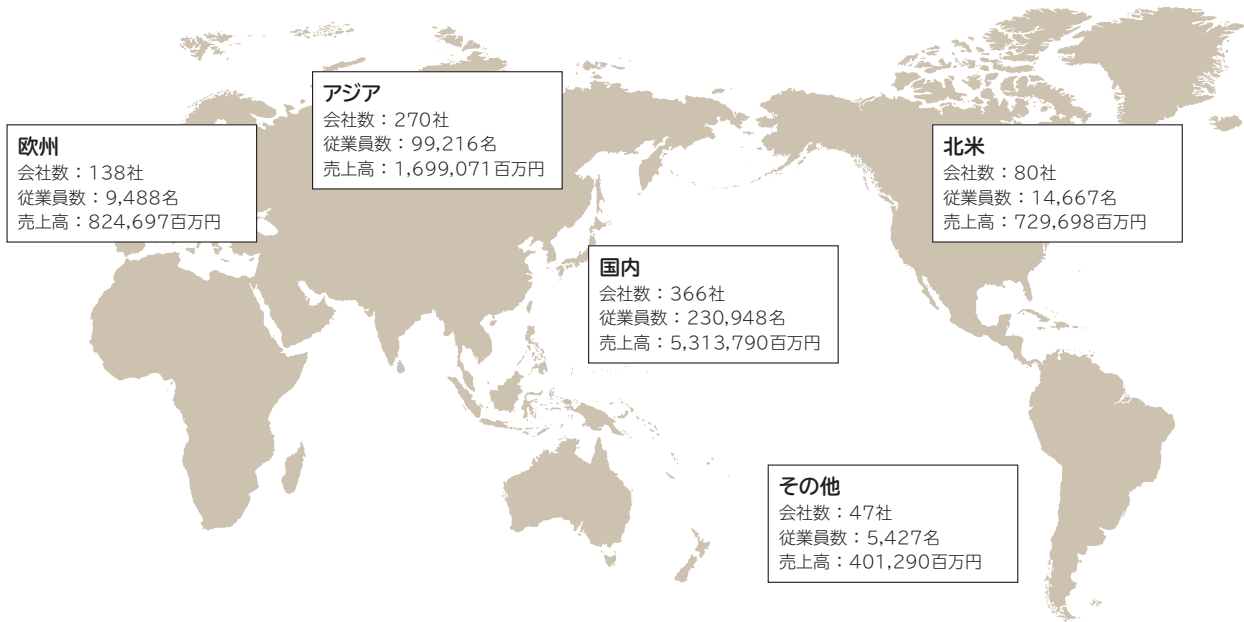 アジア
会社数：270社
従業員数：99,216名
売上高：1,699,071百万円
欧州
会社数：138社
従業員数：9,488名
売上高：824,697百万円
北米
会社数：80社
従業員数：14,667名
売上高：729,698百万円
国内
会社数：366社
従業員数：230,948名
売上高：5,313,790百万円
その他
会社数：47社
従業員数：5,427名
売上高：401,290百万円